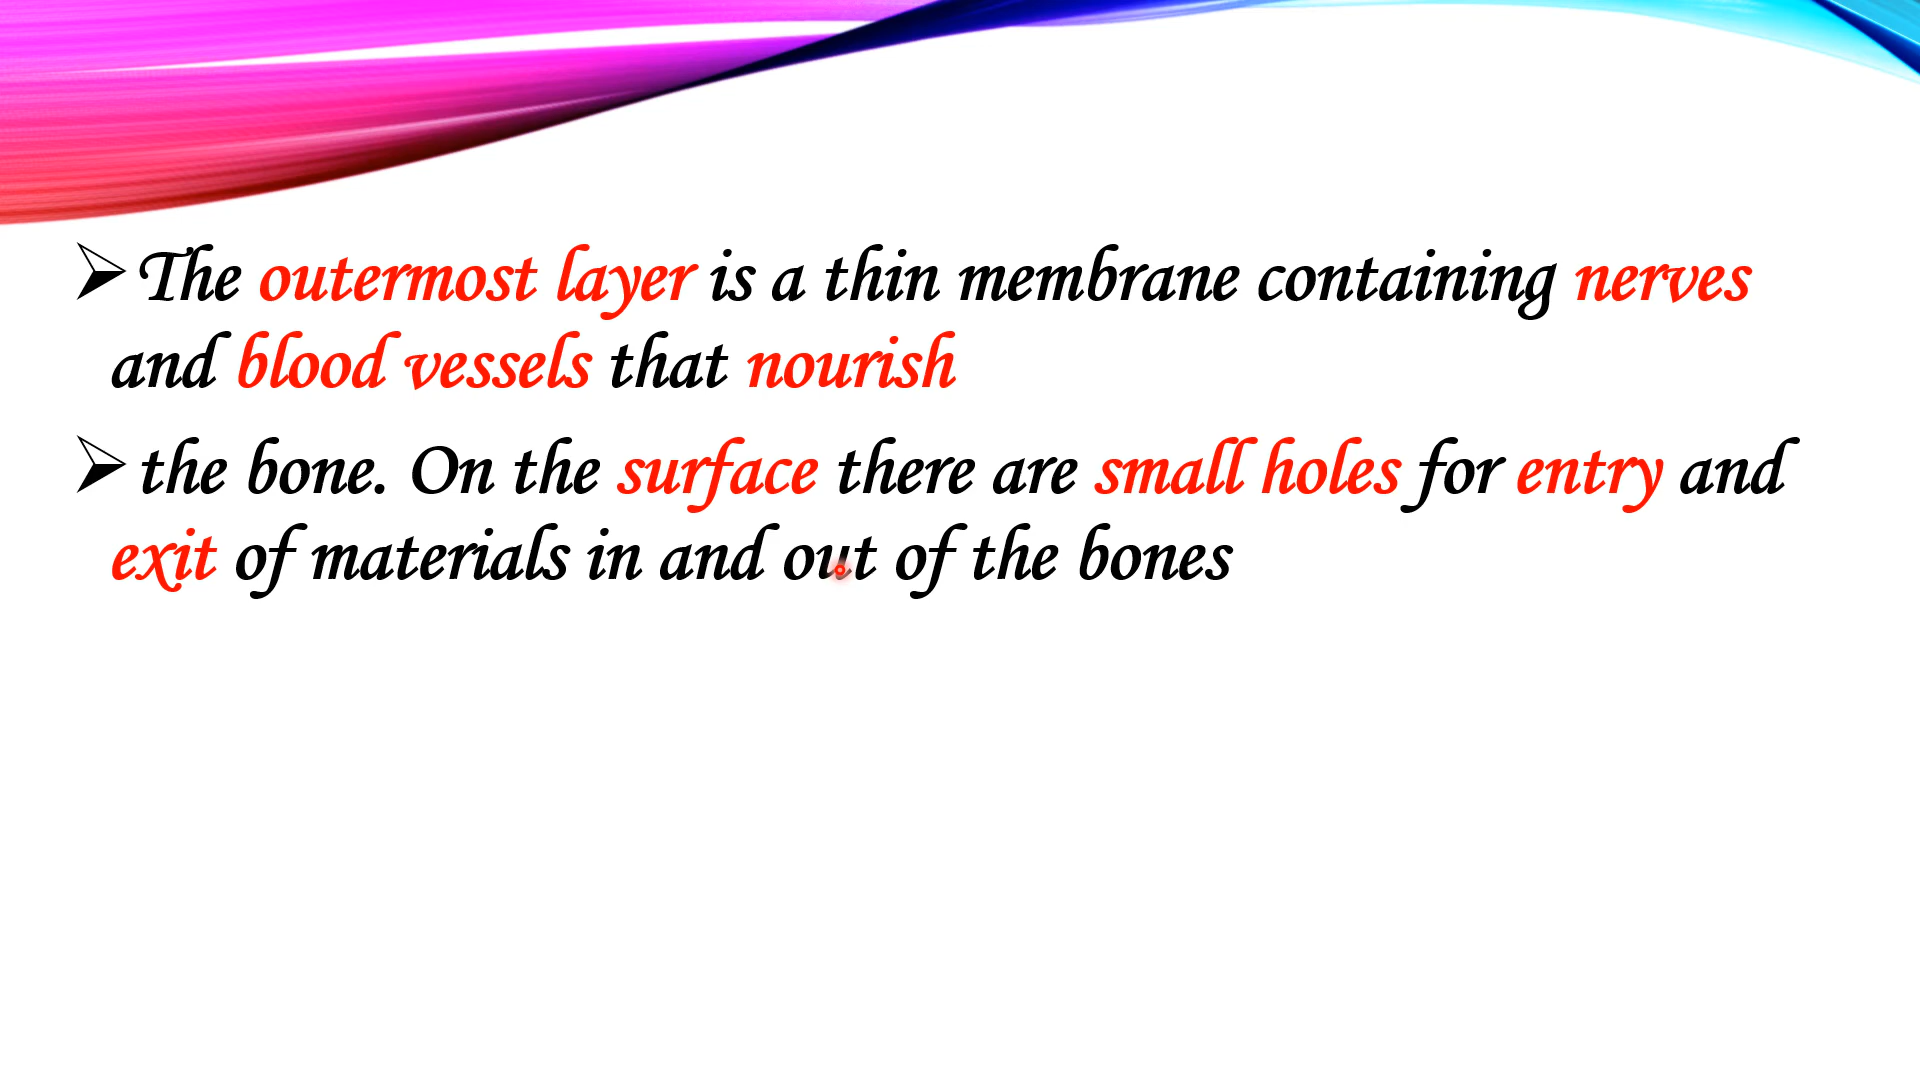 The outermost layer is a thin membrane containing nerves
and blood vessels that nourish
the bone. On the surface there are small holes for entry and
exit of materials in and out of the bones